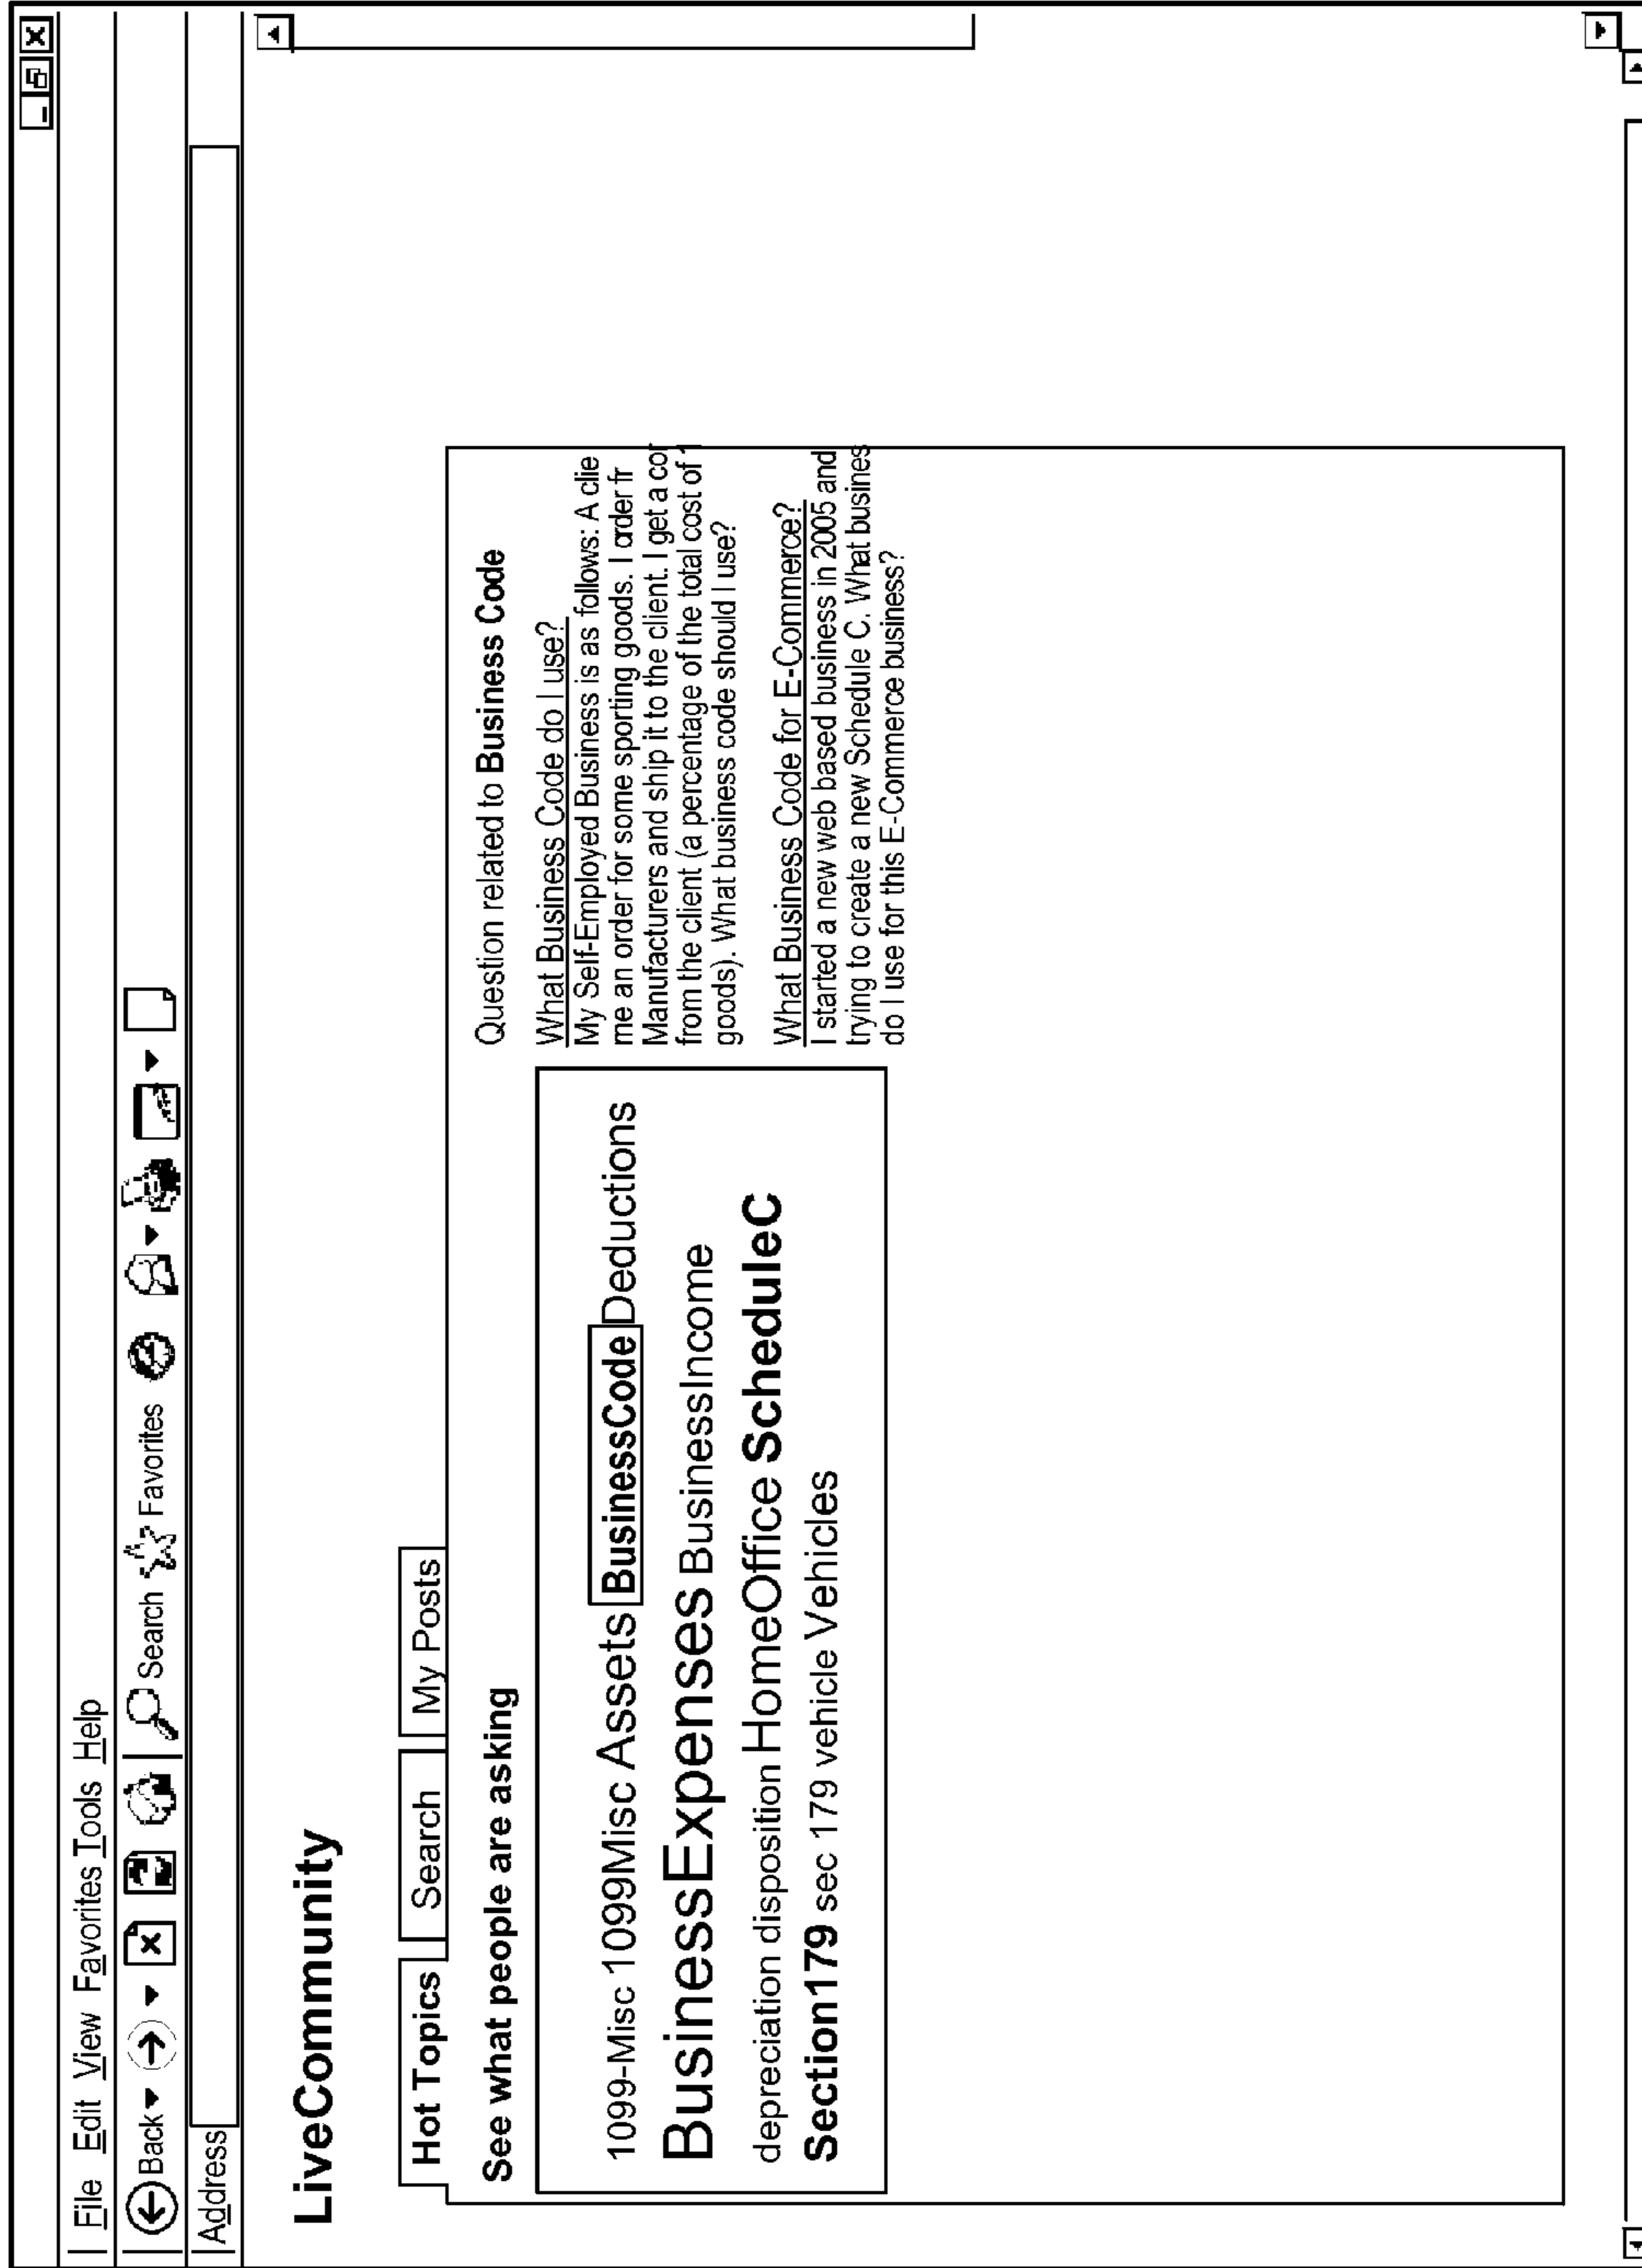 File Edit View Favorites Tools Help
Back Search Favorites
Address
LiveCommunity
Hot Topics Search My Posts
See what people are asking
1099-Misc 1099Misc Assets BusinessCode Deductions
BusinessExpenses BusinessIncome
depreciation disposition HomeOffice ScheduleC
Section179 sec 179 vehicle Vehicles
Question related to Business Code
What Business Code do I use?
My Self-Employed Business is as follows: A clie
me an order for some sporting goods. I order fr
Manufacturers and ship it to the client. I get a cor
from the client (a percentage of the total cost of
goods). What business code should I use?
What Business Code for E-Commerce?
I started a new web based business in 2005 and
trying to create a new Schedule C. What busines
do I use for this E-Commerce business?